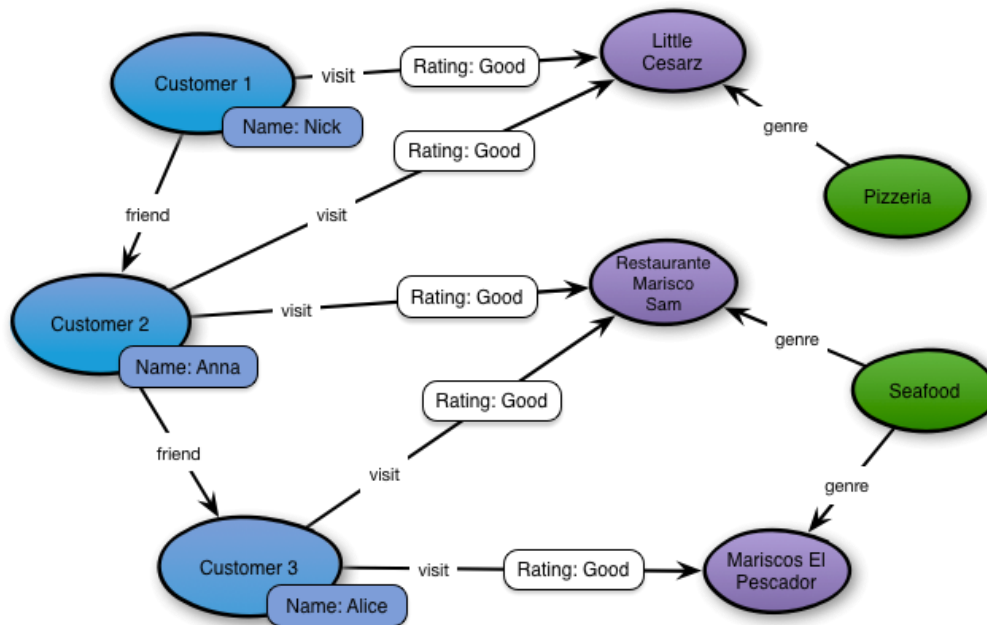 Customer 1
Name: Nick
visit
Rating: Good
Little
Cesarz
genre
Pizzeria
friend
visit
Rating: Good
Customer 2
Name: Anna
visit
Rating: Good
Restaurante
Marisco
Sam
genre
Seafood
friend
visit
Rating: Good
genre
Customer 3
Name: Alice
visit
Rating: Good
Mariscos El
Pescador